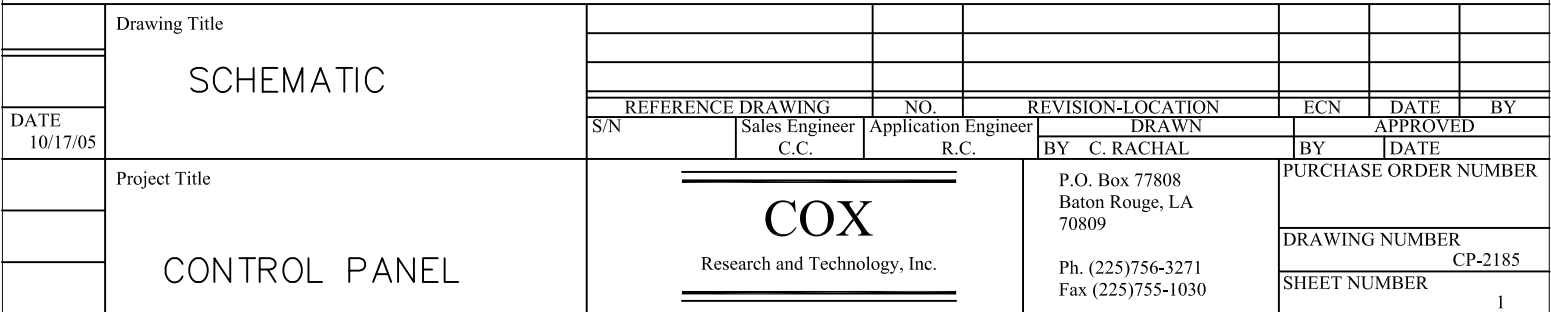 Drawing Title
SCHEMATIC
DATE
10/17/05
REFERENCE DRAWING NO. REVISION-LOCATION ECN DATE BY
S/N Sales Engineer Application Engineer DRAWN APPROVED
C.C. R.C. BY C. RACHAL BY DATE
Project Title
CONTROL PANEL
COX
Research and Technology, Inc.
P.O. Box 77808
Baton Rouge, LA
70809
Ph. (225)756-3271
Fax (225)755-1030
PURCHASE ORDER NUMBER
DRAWING NUMBER
CP-2185
SHEET NUMBER
1